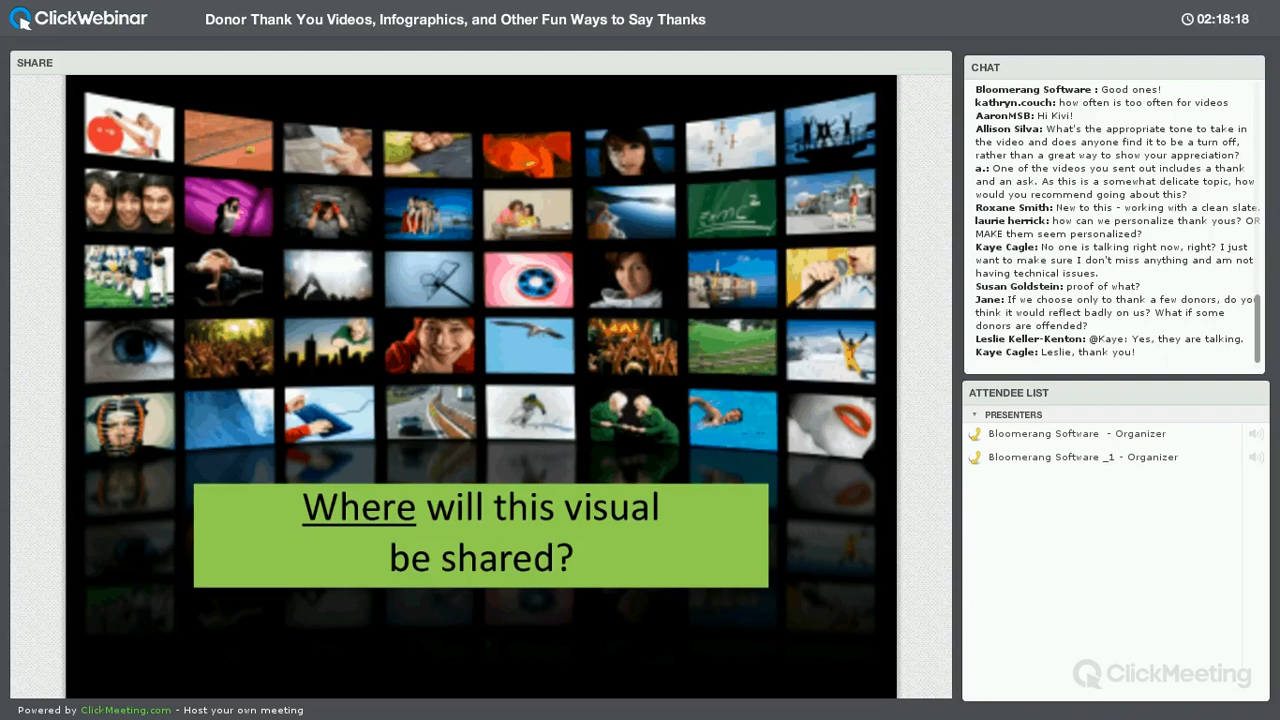 ClickWebinar
Donor Thank You Videos, Infographics, and Other Fun Ways to Say Thanks
02:18:18
SHARE
Where will this visual
be shared?
CHAT
Bloomerang Software : Good ones!
kathryn.couch: how often is too often for videos
AaronMSB: Hi Kivi!
Allison Silva: What's the appropriate tone to take in
the video and does anyone find it to be a turn off,
rather than a great way to show your appreciation?
a.: One of the videos you sent out includes a thank
and an ask. As this is a somewhat delicate topic, how
would you recommend going about this?
Roxane Smith: New to this - working with a clean slate.
laurie herrick: how can we personalize thank yous? OR
MAKE them seem personalized?
Kaye Cagle: No one is talking right now, right? I just
want to make sure I don't miss anything and am not
having technical issues.
Susan Goldstein: proof of what?
Jane: If we choose only to thank a few donors, do you
think it would reflect badly on us? What if some
donors are offended?
Leslie Keller-Kenton: @Kaye: Yes, they are talking.
Kaye Cagle: Leslie, thank you!
ATTENDEE LIST
PRESENTERS
Bloomerang Software - Organizer
Bloomerang Software _1 - Organizer
ClickMeeting
Powered by ClickMeeting.com - Host your own meeting